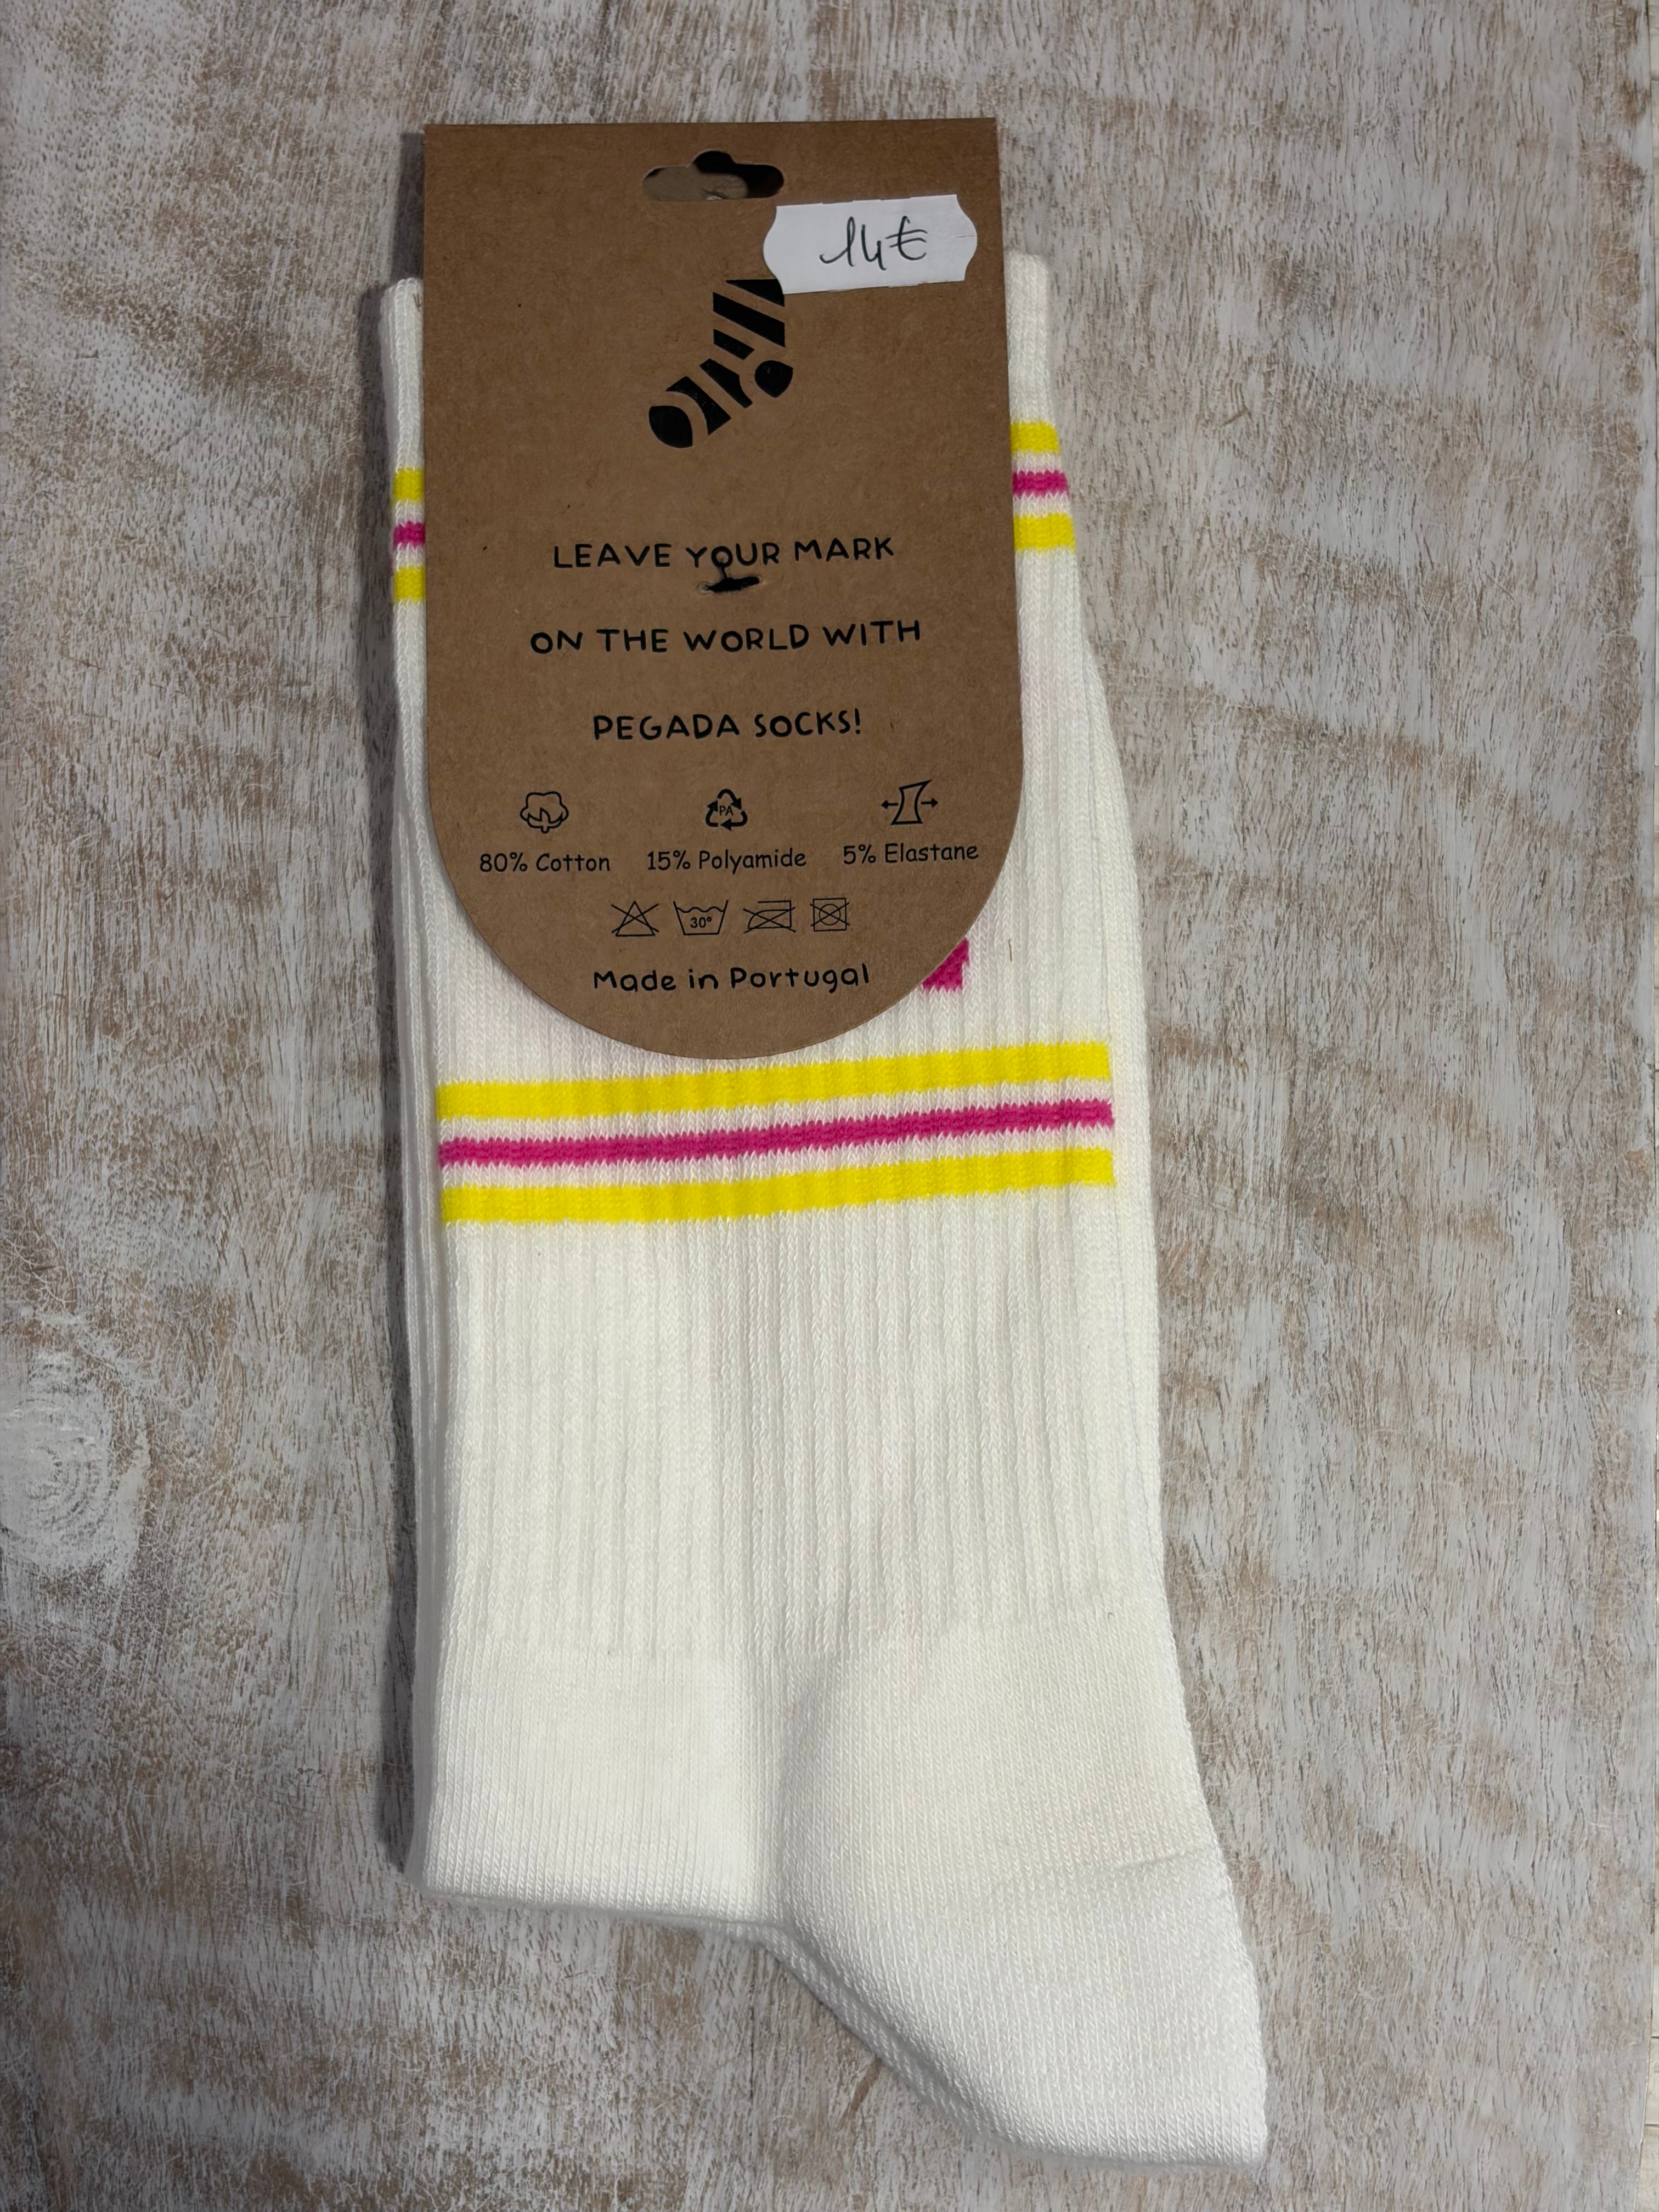 14€
LEAVE YOUR MARK
ON THE WORLD WITH
PEGADA SOCKS!
PA
80% Cotton 15% Polyamide 5% Elastane
30°
Made in Portugal